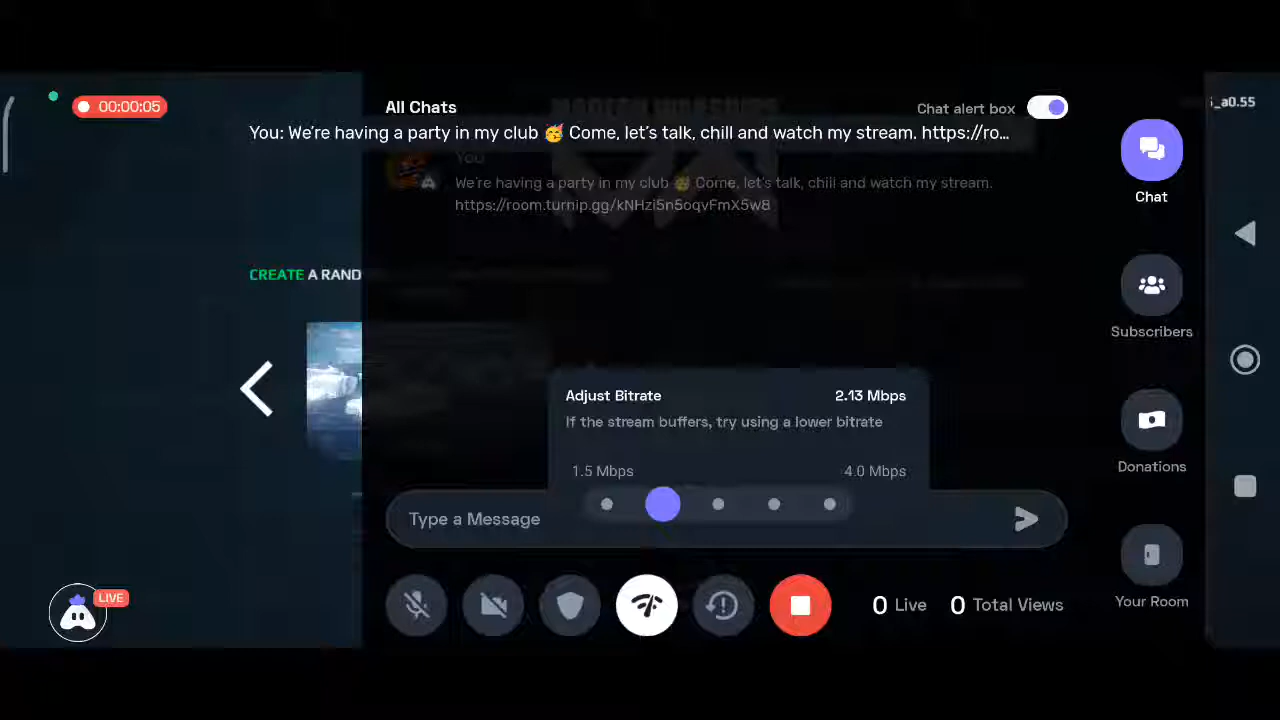 00:00:05
All Chats
Chat alert box
_a0.55
You: We're having a party in my club 🥳 Come, let's talk, chill and watch my stream. https://ro...
You
We're having a party in my club 🥳 Come, let's talk, chill and watch my stream.
https://room.turnip.gg/kNHzi5n5oqvFmX5w8
Chat
CREATE A RAND
Subscribers
Adjust Bitrate
2.13 Mbps
If the stream buffers, try using a lower bitrate
1.5 Mbps
4.0 Mbps
Donations
Type a Message
LIVE
0 Live
0 Total Views
Your Room